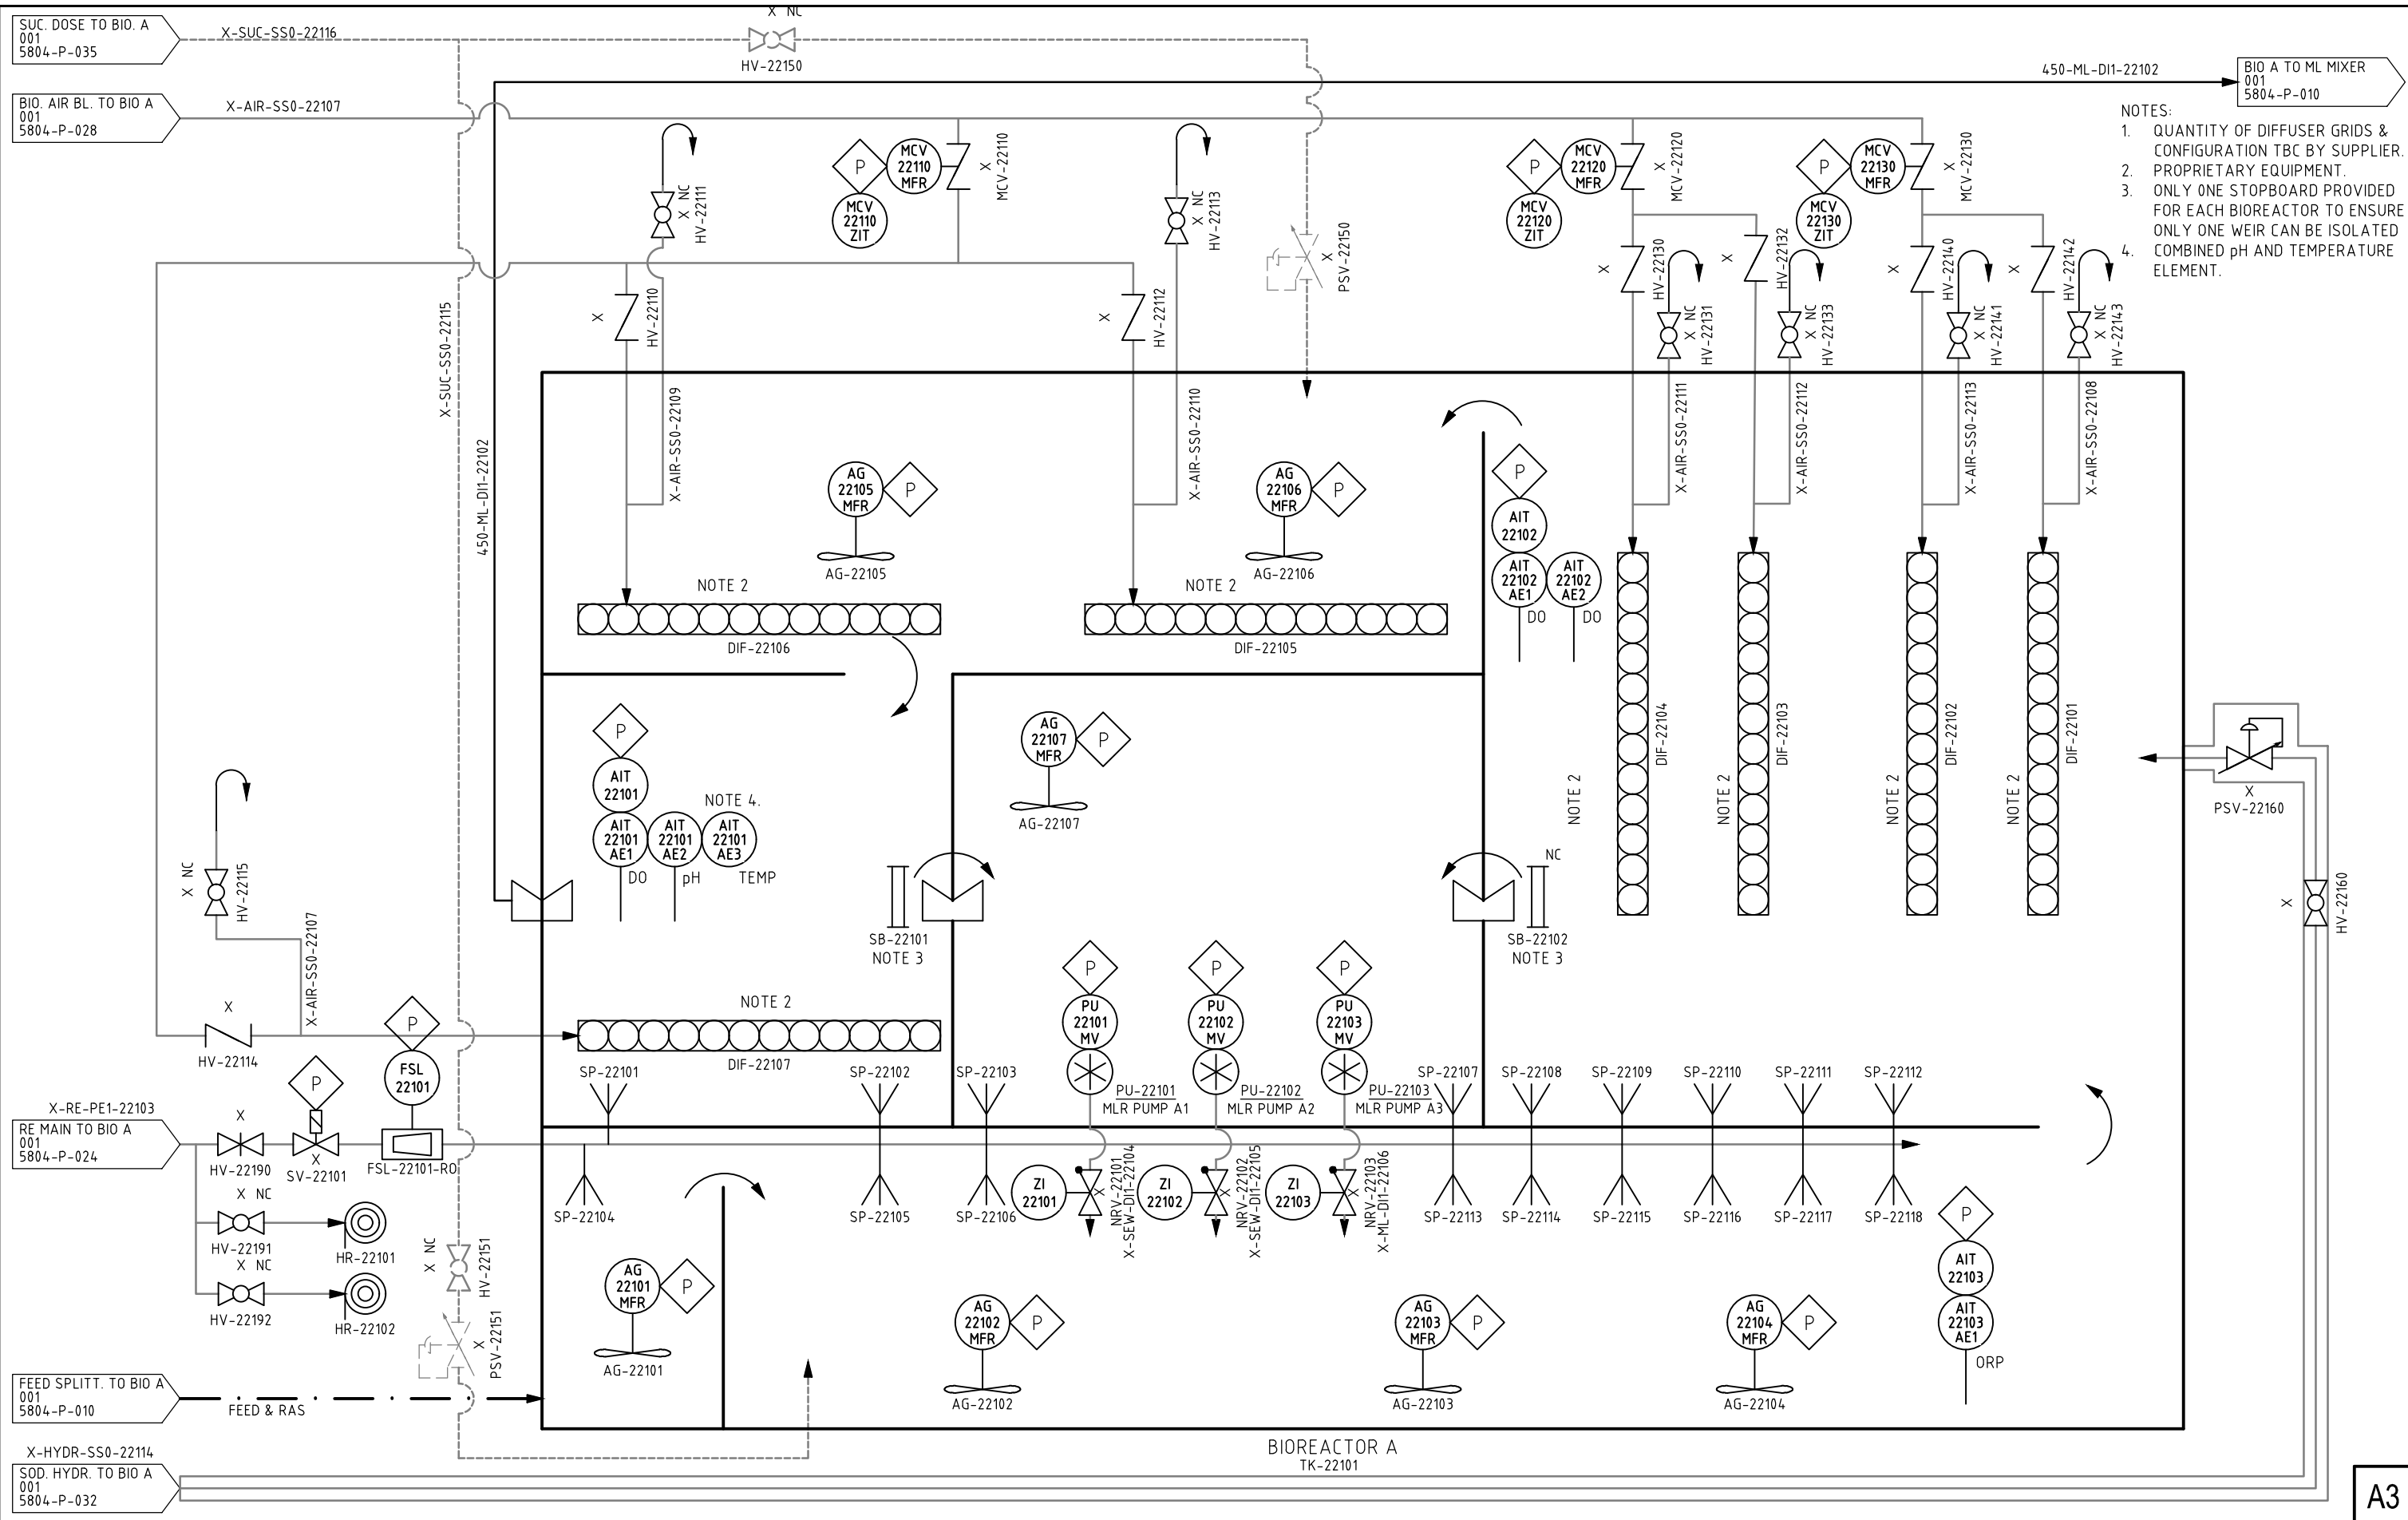 SUC. DOSE TO BIO. A
001
5804-P-035
X-SUC-SS0-22116
X NC
HV-22150
450-ML-DI1-22102
BIO A TO ML MIXER
001
5804-P-010
BIO. AIR BL. TO BIO A
001
5804-P-028
X-AIR-SS0-22107
NOTES:
1. QUANTITY OF DIFFUSER GRIDS &
CONFIGURATION TBC BY SUPPLIER.
2. PROPRIETARY EQUIPMENT.
3. ONLY ONE STOPBOARD PROVIDED
FOR EACH BIOREACTOR TO ENSURE
ONLY ONE WEIR CAN BE ISOLATED
4. COMBINED pH AND TEMPERATURE
ELEMENT.
X NC
HV-22111
P
MCV
22110
MFR
MCV
22110
ZIT
X
MCV-22110
X NC
HV-22113
X
PSV-22150
P
MCV
22120
MFR
MCV
22120
ZIT
X
MCV-22120
P
MCV
22130
MFR
MCV
22130
ZIT
X
MCV-22130
X
HV-22110
X
HV-22112
X
HV-22130
X NC
HV-22131
X
HV-22132
X NC
HV-22133
X
HV-22140
X NC
HV-22141
X
HV-22142
X NC
HV-22143
X-SUC-SS0-22115
450-ML-DI1-22102
X-AIR-SS0-22109
X-AIR-SS0-22110
X-AIR-SS0-22111
X-AIR-SS0-22112
X-AIR-SS0-22113
X-AIR-SS0-22108
AG
22105
MFR
P
AG-22105
AG
22106
MFR
P
AG-22106
P
AIT
22102
AIT
22102
AE1
AIT
22102
AE2
DO
DO
NOTE 2
DIF-22106
NOTE 2
DIF-22105
NOTE 2
DIF-22104
NOTE 2
DIF-22103
NOTE 2
DIF-22102
NOTE 2
DIF-22101
P
AIT
22101
NOTE 4.
AIT
22101
AE1
AIT
22101
AE2
AIT
22101
AE3
DO
pH
TEMP
AG
22107
MFR
P
AG-22107
X
PSV-22160
X
HV-22160
X NC
HV-22115
X-AIR-SS0-22107
SB-22101
NOTE 3
NC
SB-22102
NOTE 3
X
HV-22114
NOTE 2
DIF-22107
P
PU
22101
MV
PU-22101
MLR PUMP A1
P
PU
22102
MV
PU-22102
MLR PUMP A2
P
PU
22103
MV
PU-22103
MLR PUMP A3
P
FSL
22101
FSL-22101-RO
P
X
SV-22101
X
HV-22190
X-RE-PE1-22103
RE MAIN TO BIO A
001
5804-P-024
SP-22101
SP-22102
SP-22103
SP-22107
SP-22108
SP-22109
SP-22110
SP-22111
SP-22112
SP-22104
SP-22105
SP-22106
SP-22113
SP-22114
SP-22115
SP-22116
SP-22117
SP-22118
ZI
22101
X
NRV-22101
X-SEW-DI1-22104
ZI
22102
X
NRV-22102
X-SEW-DI1-22105
ZI
22103
X
NRV-22103
X-ML-DI1-22106
X NC
HV-22191
HR-22101
X NC
HV-22192
HR-22102
X NC
HV-22151
X
PSV-22151
AG
22101
MFR
P
AG-22101
AG
22102
MFR
P
AG-22102
AG
22103
MFR
P
AG-22103
AG
22104
MFR
P
AG-22104
P
AIT
22103
AIT
22103
AE1
ORP
FEED SPLITT. TO BIO A
001
5804-P-010
FEED & RAS
BIOREACTOR A
TK-22101
X-HYDR-SS0-22114
SOD. HYDR. TO BIO A
001
5804-P-032
A3